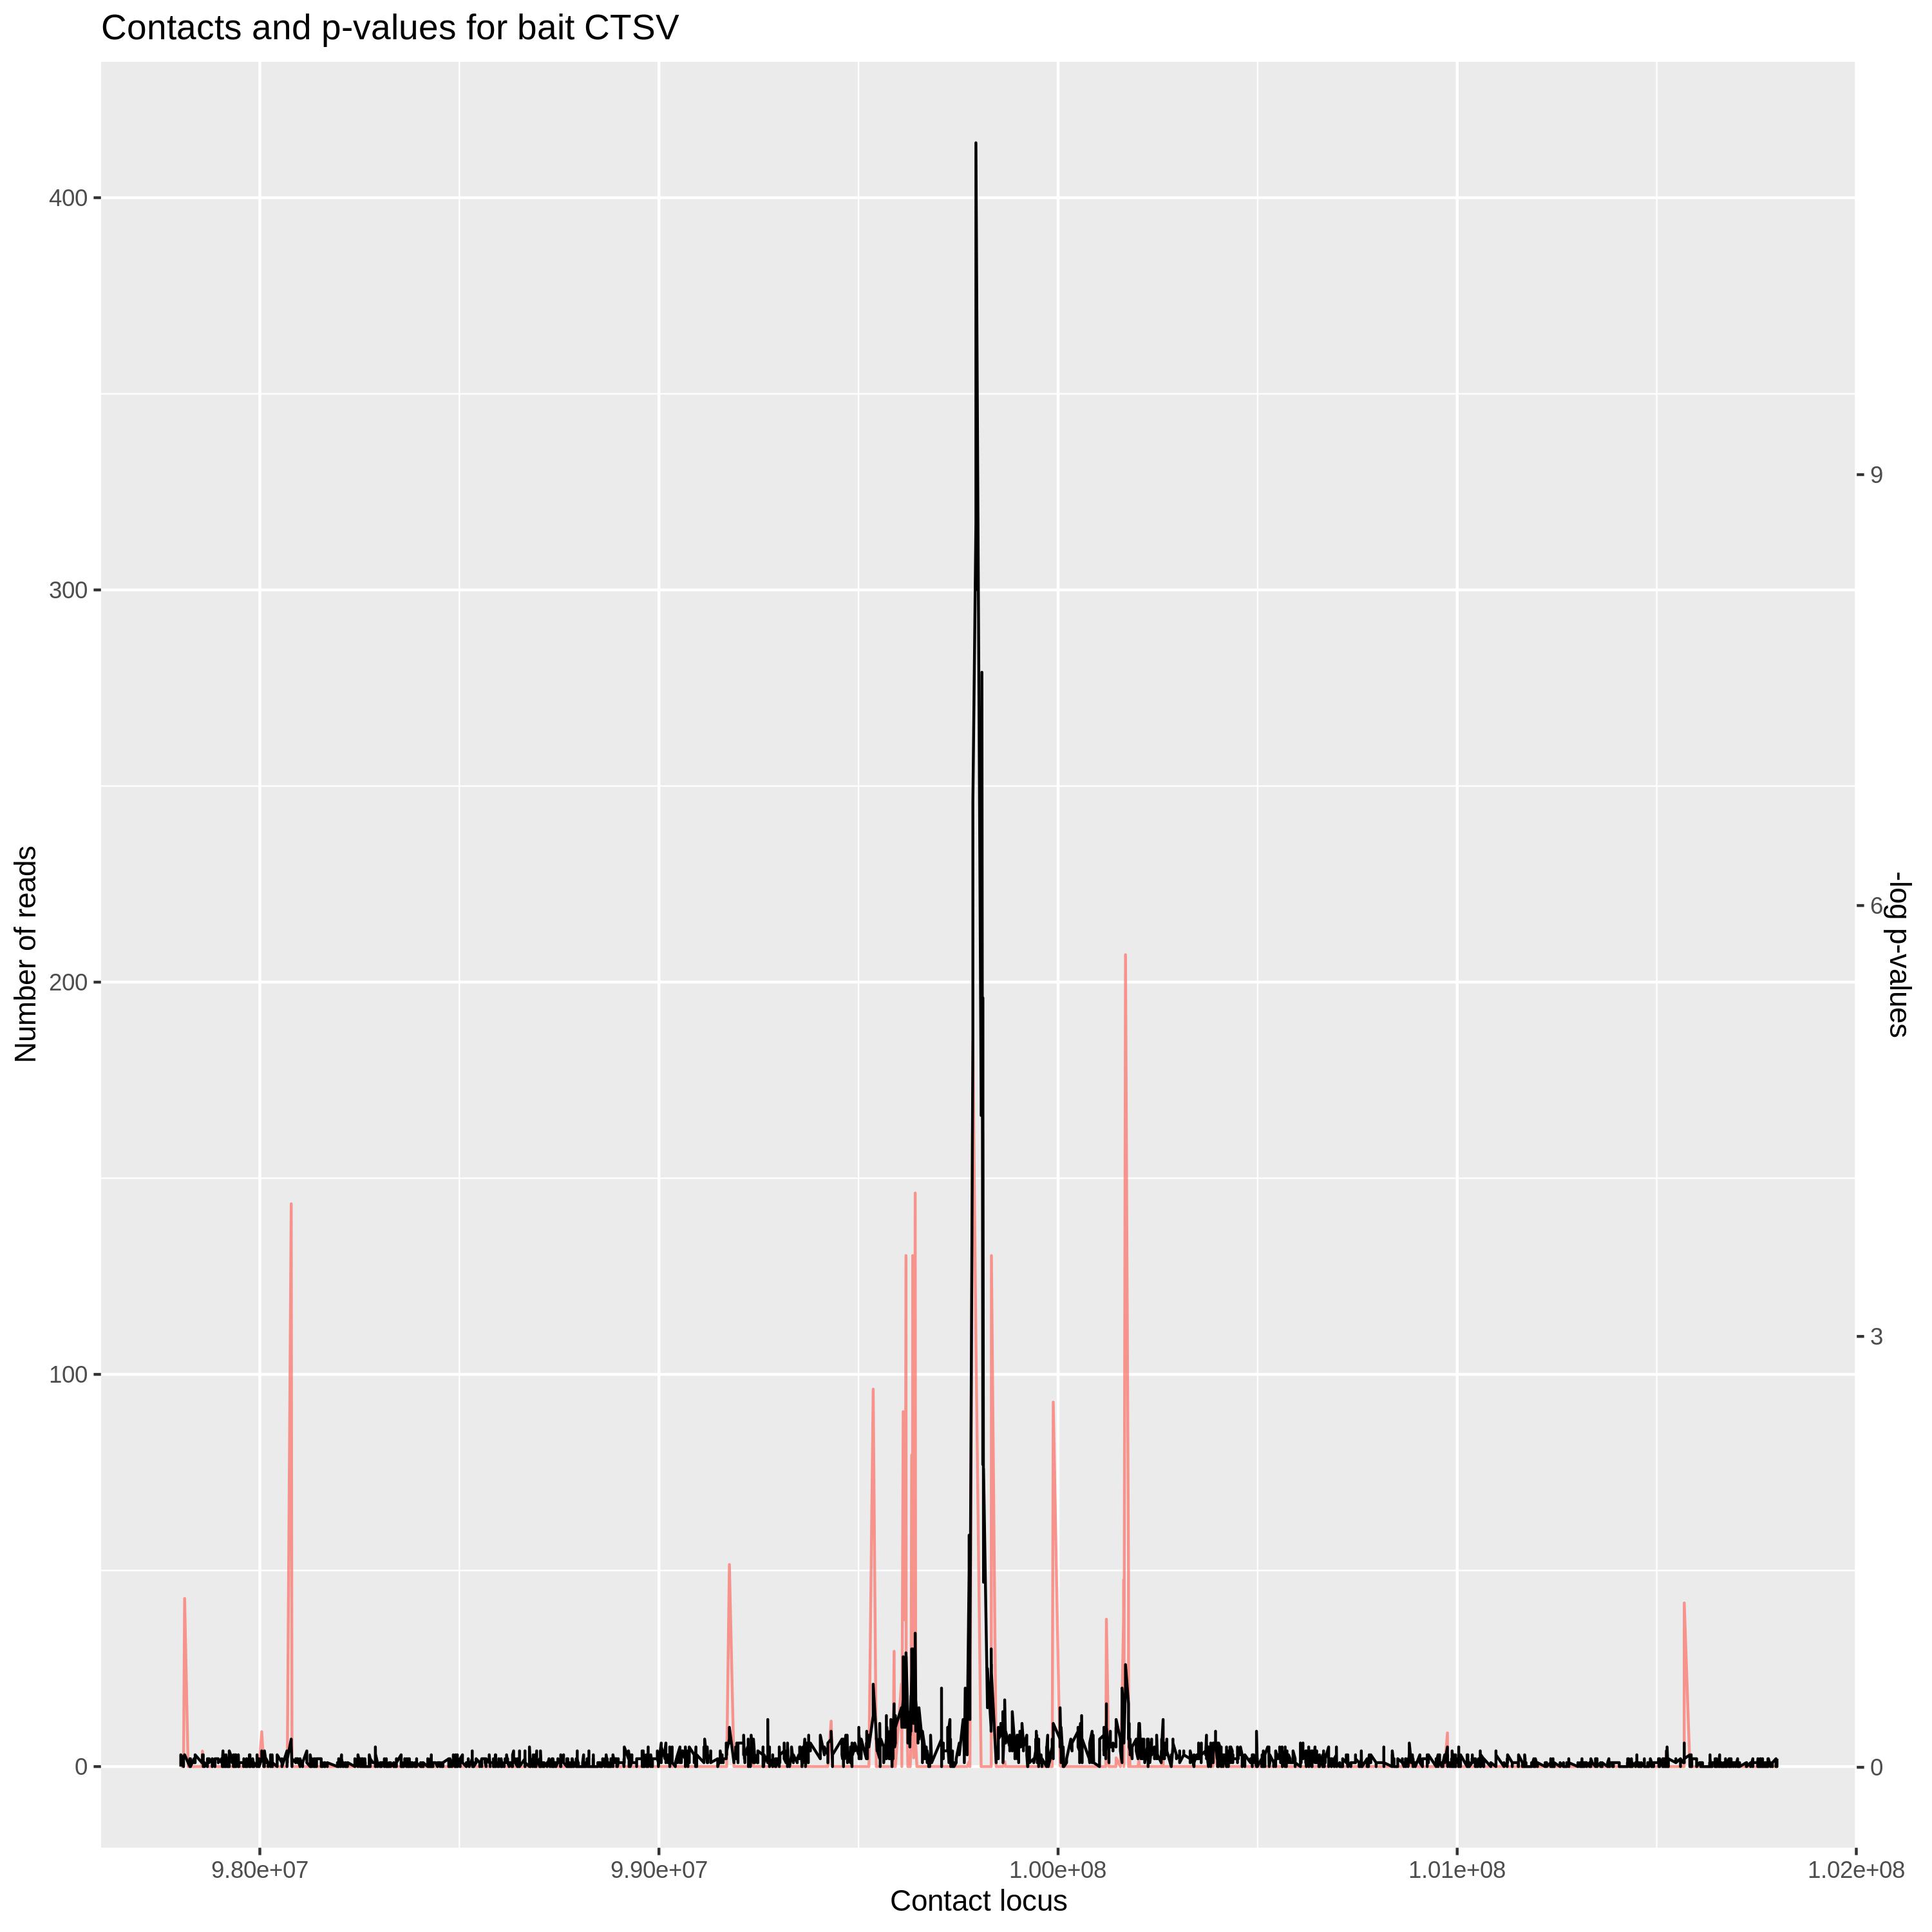 Contacts and p-values for bait CTSV
400
300
200
100
0
Number of reads
9
6
3
0
-log p-values
9.80e+07
9.90e+07
1.00e+08
1.01e+08
1.02e+08
Contact locus